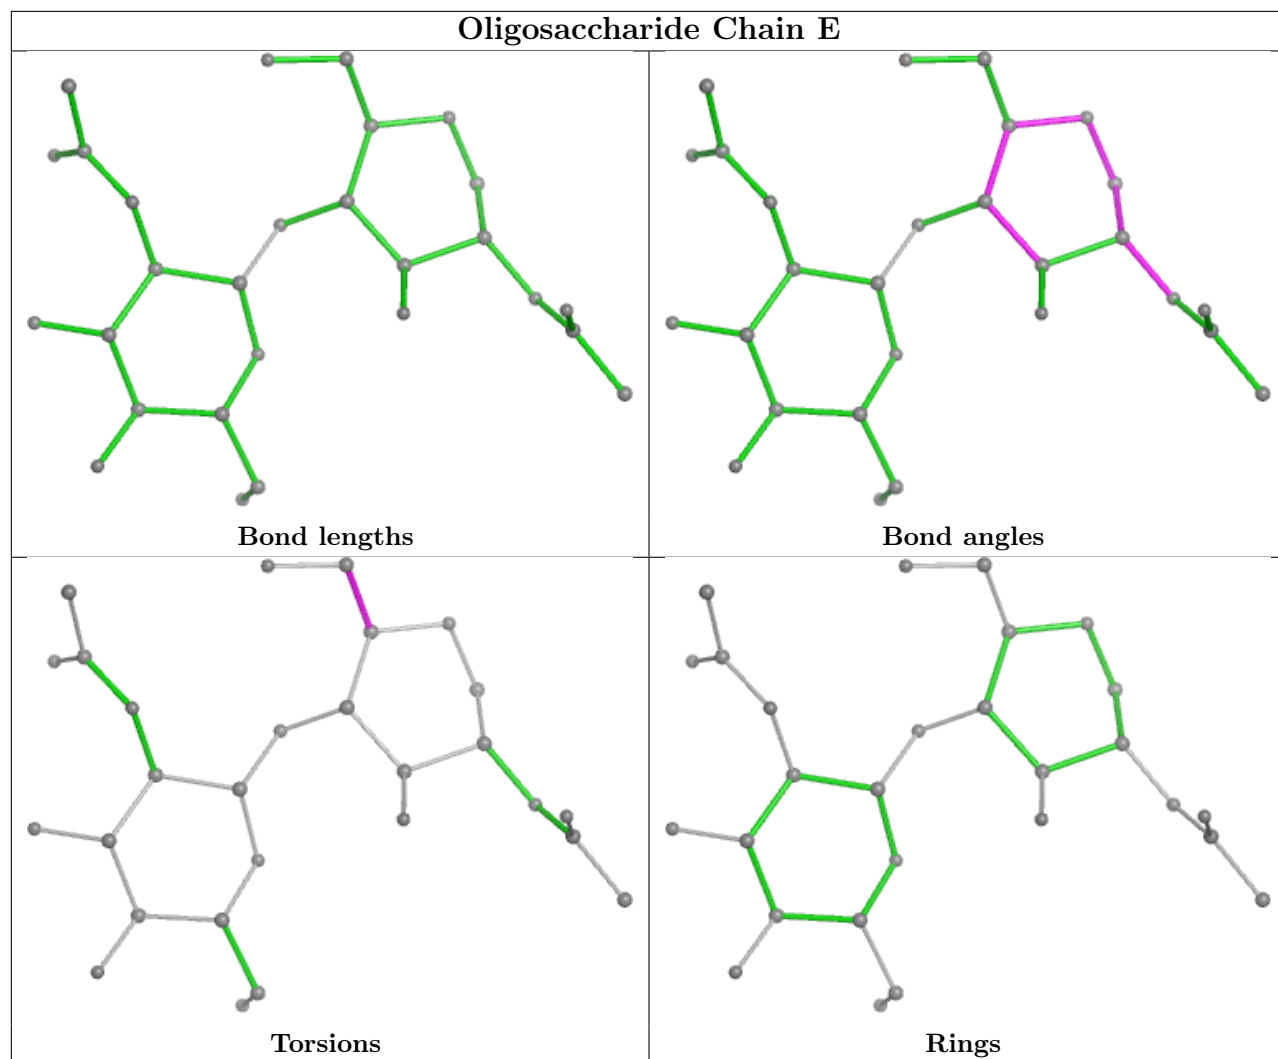 Oligosaccharide Chain E
Bond lengths
Bond angles
Torsions
Rings